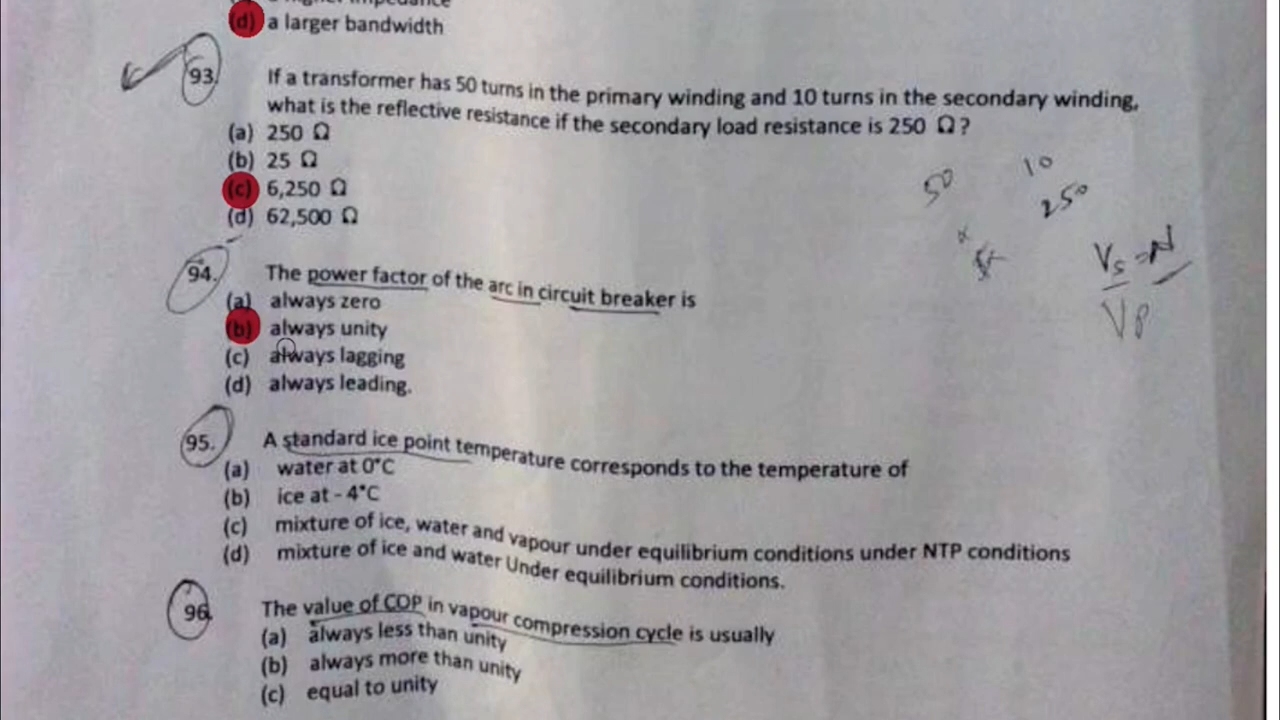 (d) a larger bandwidth
93. If a transformer has 50 turns in the primary winding and 10 turns in the secondary winding,
what is the reflective resistance if the secondary load resistance is 250 Ω?
(a) 250 Ω
(b) 25 Ω
(c) 6,250 Ω
(d) 62,500 Ω
50 10
250
Vs = N
VP
94. The power factor of the arc in circuit breaker is
(a) always zero
(b) always unity
(c) always lagging
(d) always leading.
95. A standard ice point temperature corresponds to the temperature of
(a) water at 0°C
(b) ice at - 4°C
(c) mixture of ice, water and vapour under equilibrium conditions under NTP conditions
(d) mixture of ice and water Under equilibrium conditions.
96. The value of COP in vapour compression cycle is usually
(a) always less than unity
(b) always more than unity
(c) equal to unity